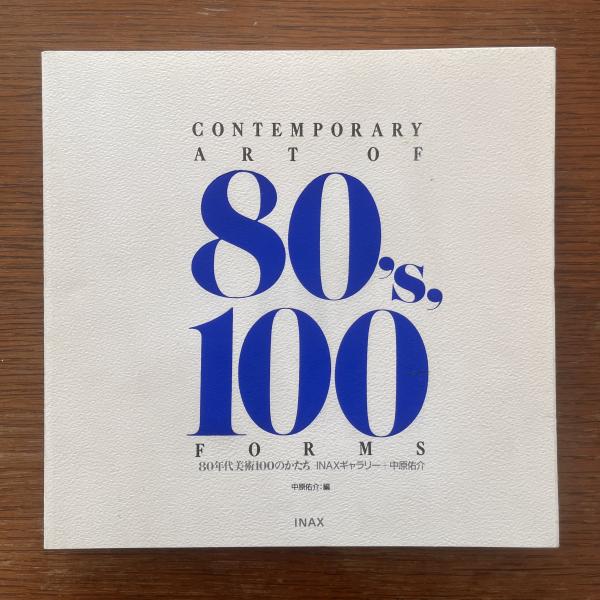 CONTEMPORARY
ART OF
80's,
100
FORMS
80年代美術100のかたち INAXギャラリー+中原佑介
中原佑介:編
INAX